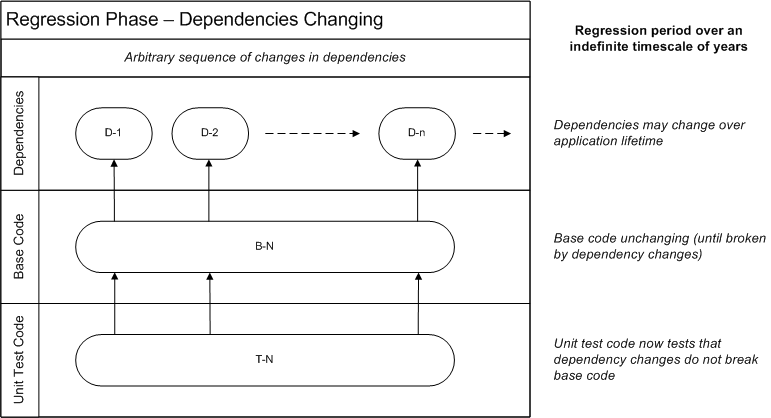 Regression Phase – Dependencies Changing
Arbitrary sequence of changes in dependencies
Regression period over an
indefinite timescale of years
Dependencies
D-1
D-2
D-n
Dependencies may change over
application lifetime
Base Code
B-N
Base code unchanging (until broken
by dependency changes)
Unit Test Code
T-N
Unit test code now tests that
dependency changes do not break
base code